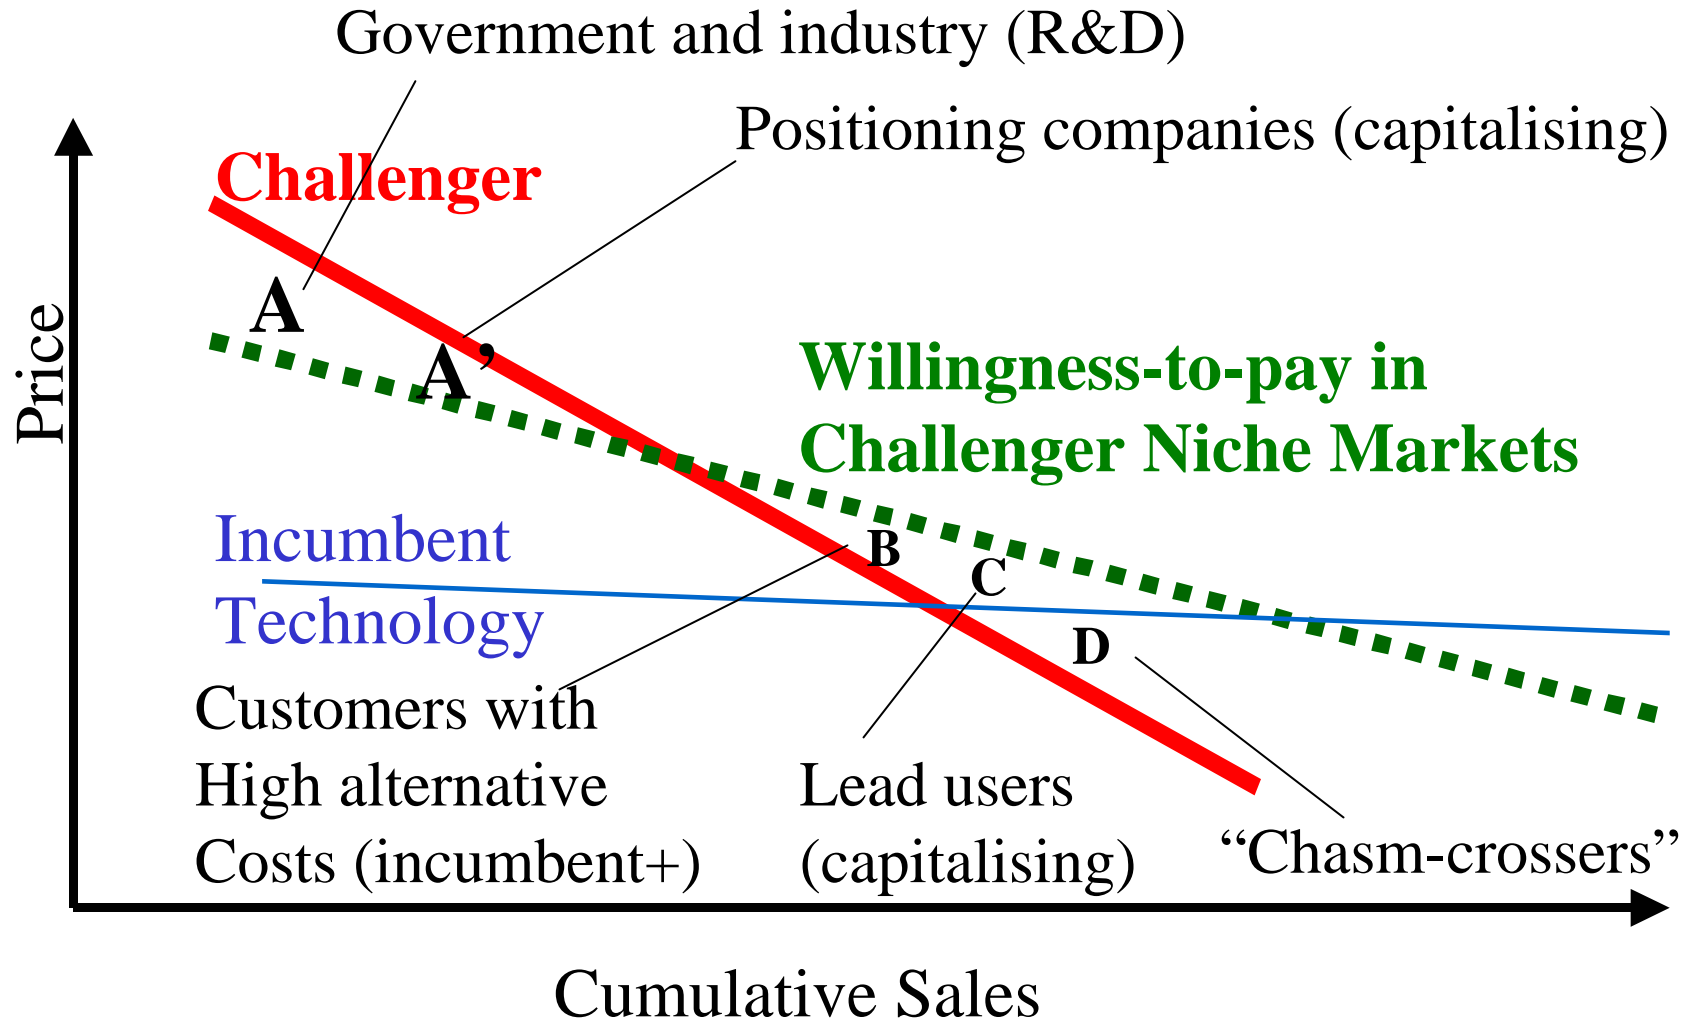 Government and industry (R&D)
Positioning companies (capitalising)
Challenger
A
A’
Price
Willingness-to-pay in
Challenger Niche Markets
Incumbent
Technology
B
C
D
Customers with
High alternative
Costs (incumbent+)
Lead users
(capitalising)
“Chasm-crossers”
Cumulative Sales